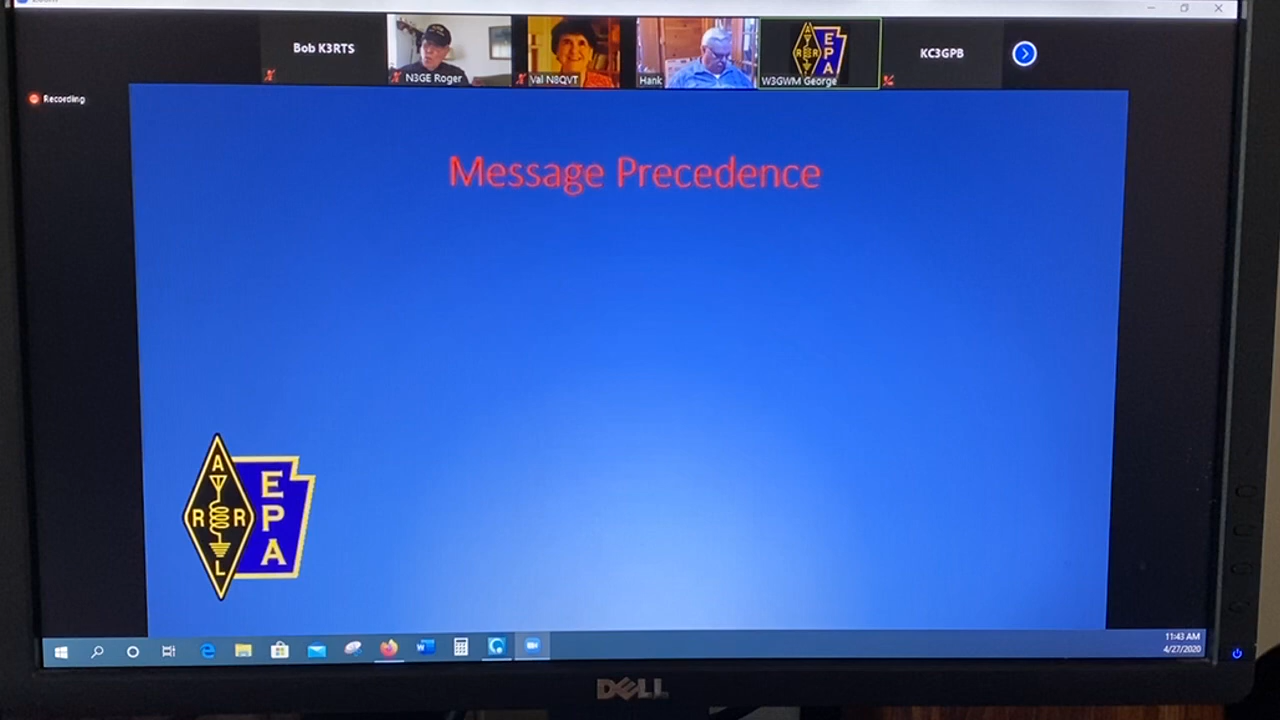 Bob K3RTS
N3GE Roger
Val N8QVT
Hank
W3GWM George
KC3GPB
A
R R
L
E
P
A
Recording
Message Precedence
A
R R
L
E
P
A
11:43 AM
4/27/2020
DELL